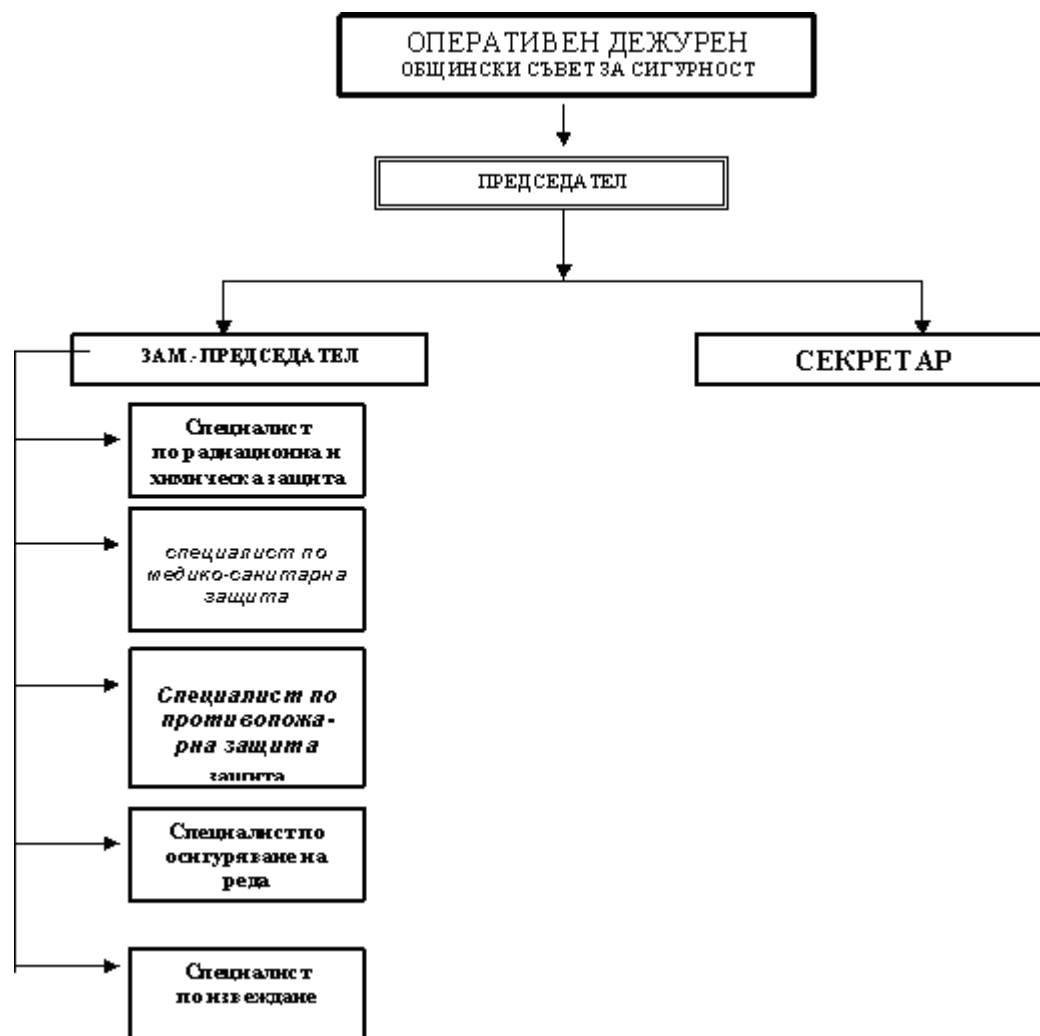 ОПЕРАТИВЕН ДЕЖУРЕН
ОБЩИНСКИ СЪВЕТ ЗА СИГУРНОСТ
ПРЕДСЕДАТЕЛ
ЗАМ.-ПРЕДСЕДАТЕЛ
СЕКРЕТАР
Специалист
по радиационна и
химическа защита
специалист по
медико-санитарна
защита
Специалист по
противопожа-
рна защита
защита
Специалист по
осигуряване на
реда
Специалист
по извеждане